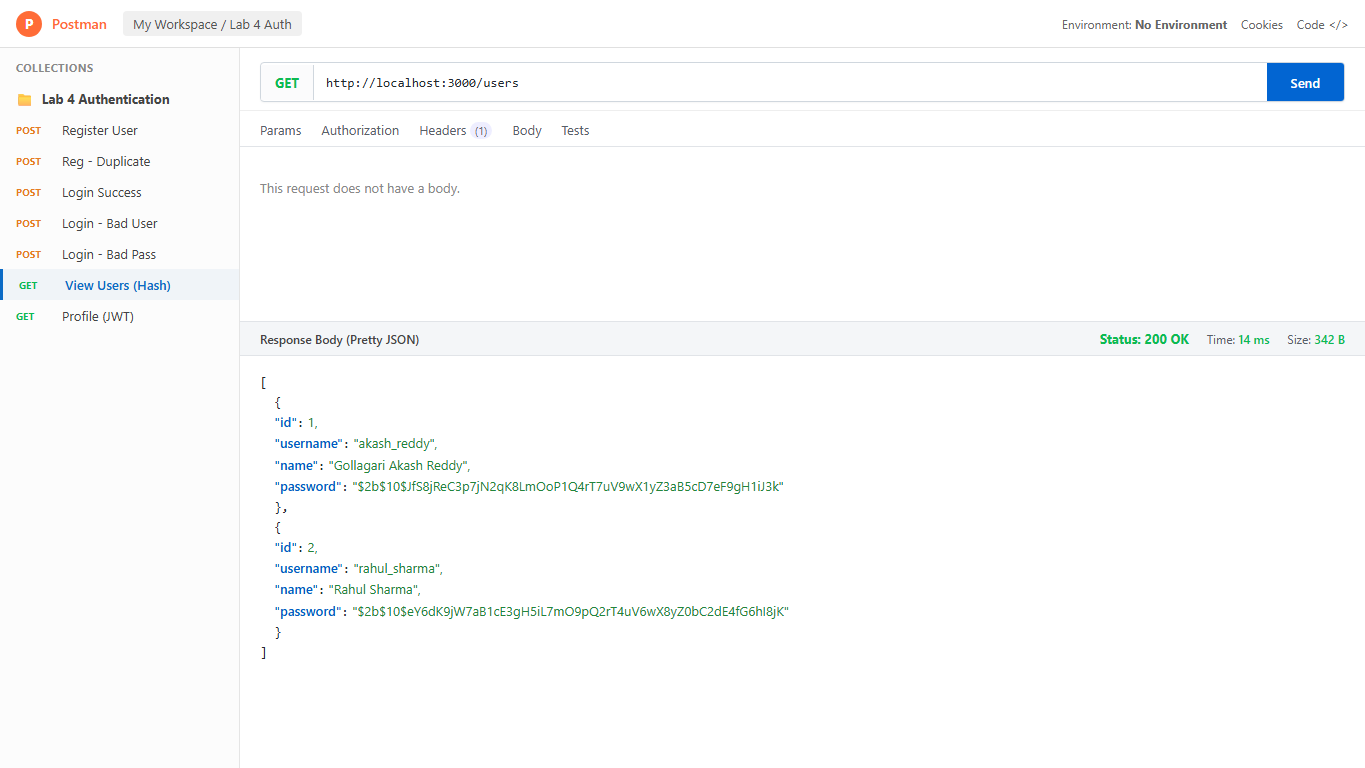 P Postman My Workspace / Lab 4 Auth Environment: No Environment Cookies Code </>
COLLECTIONS
Lab 4 Authentication
POST Register User
POST Reg - Duplicate
POST Login Success
POST Login - Bad User
POST Login - Bad Pass
GET View Users (Hash)
GET Profile (JWT)
GET http://localhost:3000/users Send
Params Authorization Headers (1) Body Tests
This request does not have a body.
Response Body (Pretty JSON) Status: 200 OK Time: 14 ms Size: 342 B
[
{
"id": 1,
"username": "akash_reddy",
"name": "Gollagari Akash Reddy",
"password": "$2b$10$JfS8jReC3p7jN2qK8LmOoP1Q4rT7uV9wX1yZ3aB5cD7eF9gH1iJ3k"
},
{
"id": 2,
"username": "rahul_sharma",
"name": "Rahul Sharma",
"password": "$2b$10$eY6dK9jW7aB1cE3gH5iL7mO9pQ2rT4uV6wX8yZ0bC2dE4fG6hI8jK"
}
]